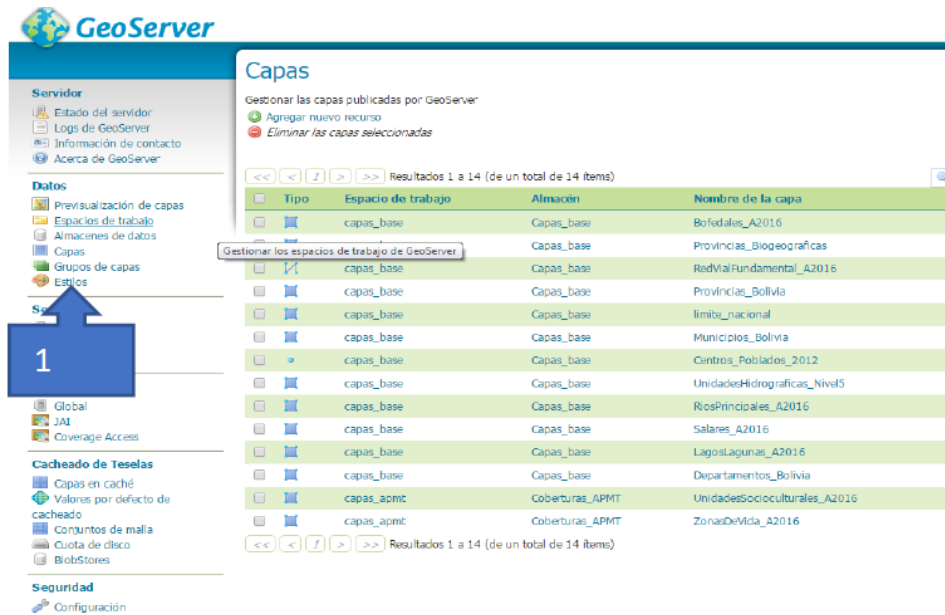 GeoServer
Capas
Gestionar las capas publicadas por GeoServer
Agregar nuevo recurso
Eliminar las capas seleccionadas
Servidor
Estado del servidor
Logs de GeoServer
Información de contacto
Acerca de GeoServer
Datos
Previsualización de capas
Espacios de trabajo
Almacenes de datos
Capas
Grupos de capas
Estilos
1
Global
JAI
Coverage Access
Cacheado de Teselas
Capas en caché
Valores por defecto de
cacheado
Conjuntos de malla
Cuota de disco
BlobStores
Seguridad
Configuración
<< < 1 > >> Resultados 1 a 14 (de un total de 14 ítems)
Tipo Espacio de trabajo Almacén Nombre de la capa
capas_base Capas_base Bofedales_A2016
Gestionar los espacios de trabajo de GeoServer
Capas_base Provincias_Biogeograficas
capas_base Capas_base RedVialFundamental_A2016
capas_base Capas_base Provincias_Bolivia
capas_base Capas_base limite_nacional
capas_base Capas_base Municipios_Bolivia
capas_base Capas_base Centros_Poblados_2012
capas_base Capas_base UnidadesHidrograficas_Nivel5
capas_base Capas_base RiosPrincipales_A2016
capas_base Capas_base Salares_A2016
capas_base Capas_base LagosLagunas_A2016
capas_base Capas_base Departamentos_Bolivia
capas_apmt Coberturas_APMT UnidadesSocioculturales_A2016
capas_apmt Coberturas_APMT ZonasDeVida_A2016
<< < 1 > >> Resultados 1 a 14 (de un total de 14 ítems)